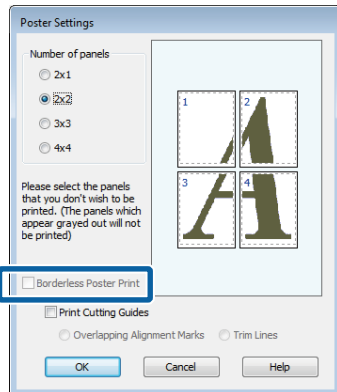 Poster Settings
Number of panels
2x1
2x2
3x3
4x4
1 2
3 4
Please select the panels
that you don't wish to be
printed. (The panels which
appear grayed out will not
be printed)
Borderless Poster Print
Print Cutting Guides
Overlapping Alignment Marks Trim Lines
OK Cancel Help